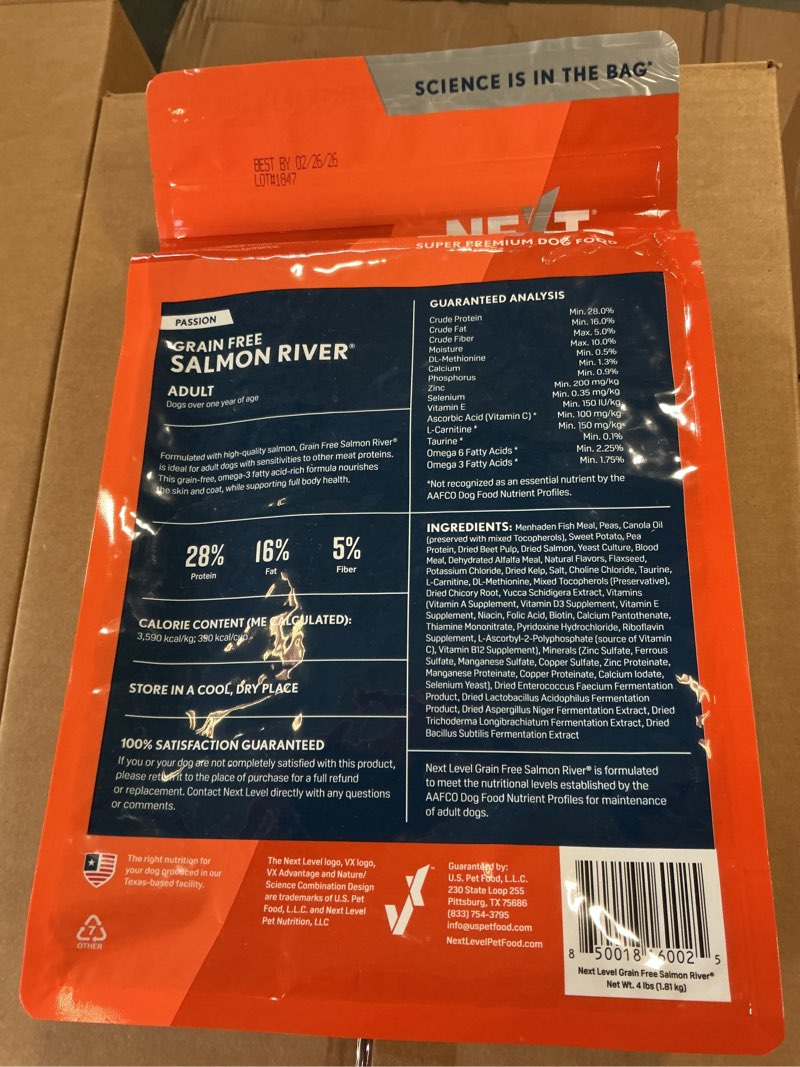 SCIENCE IS IN THE BAG®
BEST BY 02/26/26
LOT#1847
NEXT®
SUPER PREMIUM DOG FOOD
performance.
PASSION
GRAIN FREE
SALMON RIVER®
ADULT
Dogs over one year of age
Formulated with high-quality salmon, Grain Free Salmon River®
is ideal for adult dogs with sensitivities to other meat proteins.
This grain-free, omega-3 fatty acid-rich formula nourishes
the skin and coat, while supporting full body health.
28% 16% 5%
Protein Fat Fiber
CALORIE CONTENT (ME CALCULATED):
3,590 kcal/kg; 390 kcal/cup
STORE IN A COOL, DRY PLACE
100% SATISFACTION GUARANTEED
If you or your dog are not completely satisfied with this product,
please return it to the place of purchase for a full refund
or replacement. Contact Next Level directly with any questions
or comments.
GUARANTEED ANALYSIS
Crude Protein Min. 28.0%
Crude Fat Min. 16.0%
Crude Fiber Max. 5.0%
Moisture Max. 10.0%
DL-Methionine Min. 0.5%
Calcium Min. 1.3%
Phosphorus Min. 0.9%
Zinc Min. 200 mg/kg
Selenium Min. 0.35 mg/kg
Vitamin E Min. 150 IU/kg
Ascorbic Acid (Vitamin C) * Min. 100 mg/kg
L-Carnitine * Min. 150 mg/kg
Taurine * Min. 0.1%
Omega 6 Fatty Acids * Min. 2.25%
Omega 3 Fatty Acids * Min. 1.75%
*Not recognized as an essential nutrient by the
AAFCO Dog Food Nutrient Profiles.
INGREDIENTS: Menhaden Fish Meal, Peas, Canola Oil
(preserved with mixed Tocopherols), Sweet Potato, Pea
Protein, Dried Beet Pulp, Dried Salmon, Yeast Culture, Blood
Meal, Dehydrated Alfalfa Meal, Natural Flavors, Flaxseed,
Potassium Chloride, Dried Kelp, Salt, Choline Chloride, Taurine,
L-Carnitine, DL-Methionine, Mixed Tocopherols (Preservative),
Dried Chicory Root, Yucca Schidigera Extract, Vitamins
(Vitamin A Supplement, Vitamin D3 Supplement, Vitamin E
Supplement, Niacin, Folic Acid, Biotin, Calcium Pantothenate,
Thiamine Mononitrate, Pyridoxine Hydrochloride, Riboflavin
Supplement, L-Ascorbyl-2-Polyphosphate (source of Vitamin
C), Vitamin B12 Supplement), Minerals (Zinc Sulfate, Ferrous
Sulfate, Manganese Sulfate, Copper Sulfate, Zinc Proteinate,
Manganese Proteinate, Copper Proteinate, Calcium Iodate,
Selenium Yeast), Dried Enterococcus Faecium Fermentation
Product, Dried Lactobacillus Acidophilus Fermentation
Product, Dried Aspergillus Niger Fermentation Extract, Dried
Trichoderma Longibrachiatum Fermentation Extract, Dried
Bacillus Subtilis Fermentation Extract
Next Level Grain Free Salmon River® is formulated
to meet the nutritional levels established by the
AAFCO Dog Food Nutrient Profiles for maintenance
of adult dogs.
The right nutrition for
your dog produced in our
Texas-based facility.
7
OTHER
The Next Level logo, VX logo,
VX Advantage and Nature/
Science Combination Design
are trademarks of U.S. Pet
Food, L.L.C. and Next Level
Pet Nutrition, LLC
VX™
Guaranteed by:
U.S. Pet Food, L.L.C.
230 State Loop 255
Pittsburg, TX 75686
(833) 754-3795
info@uspetfood.com
NextLevelPetFood.com
8 50018 16002 5
Next Level Grain Free Salmon River®
Net Wt. 4 lbs (1.81 kg)